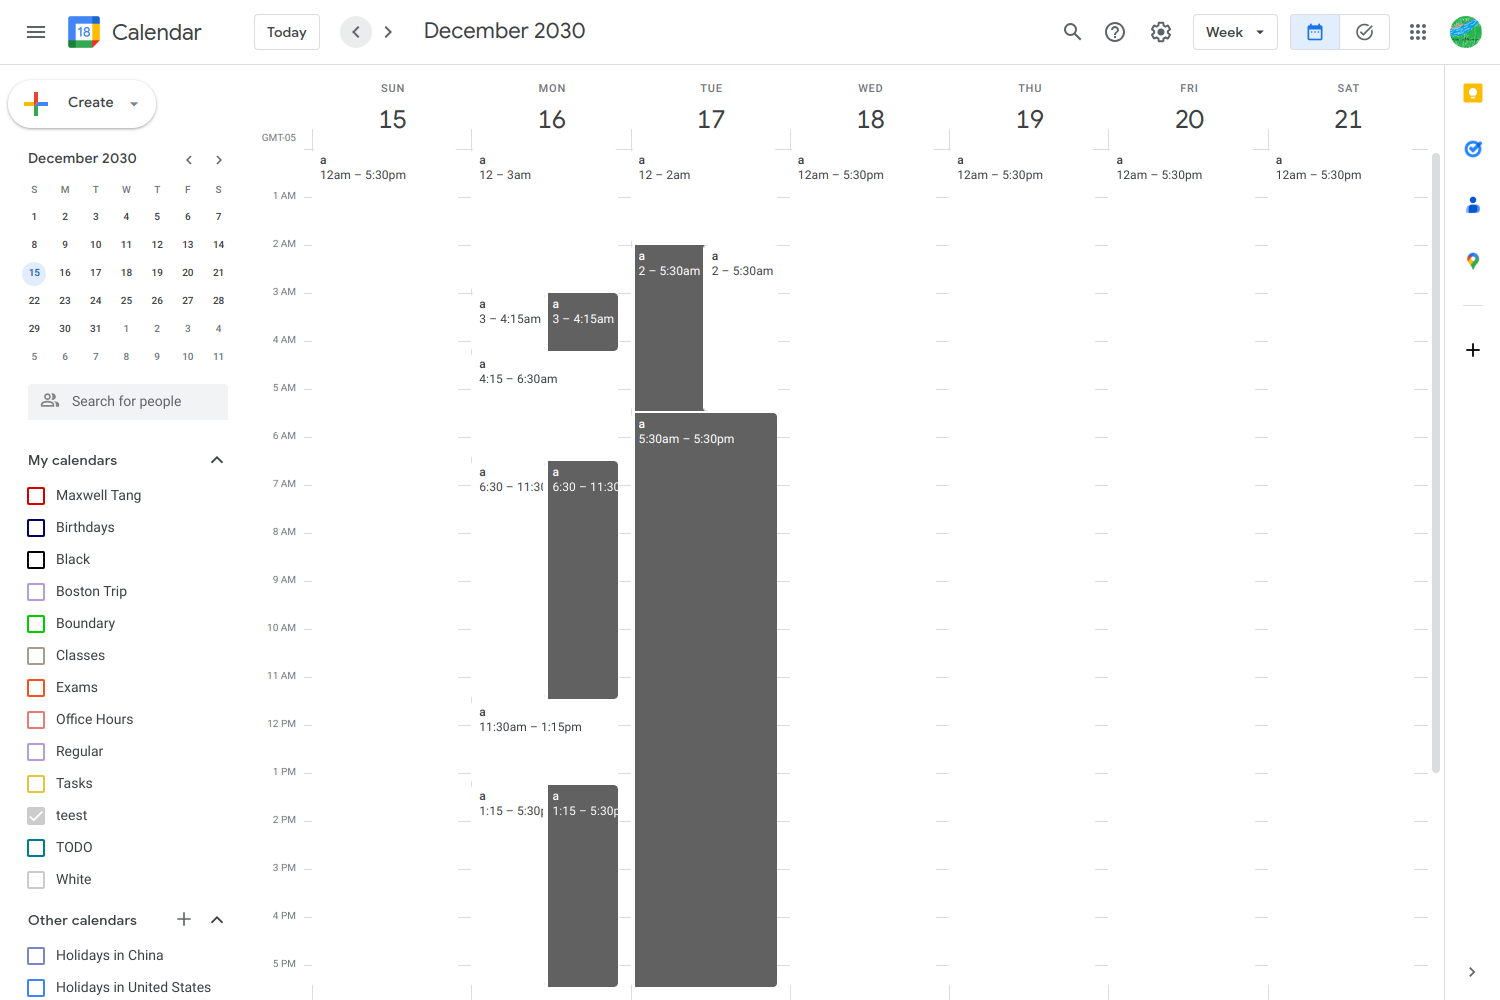 18 Calendar Today December 2030 Week
Create
SUN MON TUE WED THU FRI SAT
15 16 17 18 19 20 21
GMT-05
December 2030
S M T W T F S
1 2 3 4 5 6 7
8 9 10 11 12 13 14
15 16 17 18 19 20 21
22 23 24 25 26 27 28
29 30 31 1 2 3 4
5 6 7 8 9 10 11
Search for people
My calendars
Maxwell Tang
Birthdays
Black
Boston Trip
Boundary
Classes
Exams
Office Hours
Regular
Tasks
teest
TODO
White
Other calendars
Holidays in China
Holidays in United States
1 AM
2 AM
3 AM
4 AM
5 AM
6 AM
7 AM
8 AM
9 AM
10 AM
11 AM
12 PM
1 PM
2 PM
3 PM
4 PM
5 PM
a
12am – 5:30pm
a
12 – 3am
a
3 – 4:15am
a
3 – 4:15am
a
4:15 – 6:30am
a
6:30 – 11:30
a
6:30 – 11:30
a
11:30am – 1:15pm
a
1:15 – 5:30p
a
1:15 – 5:30p
a
12 – 2am
a
2 – 5:30am
a
2 – 5:30am
a
5:30am – 5:30pm
a
12am – 5:30pm
a
12am – 5:30pm
a
12am – 5:30pm
a
12am – 5:30pm